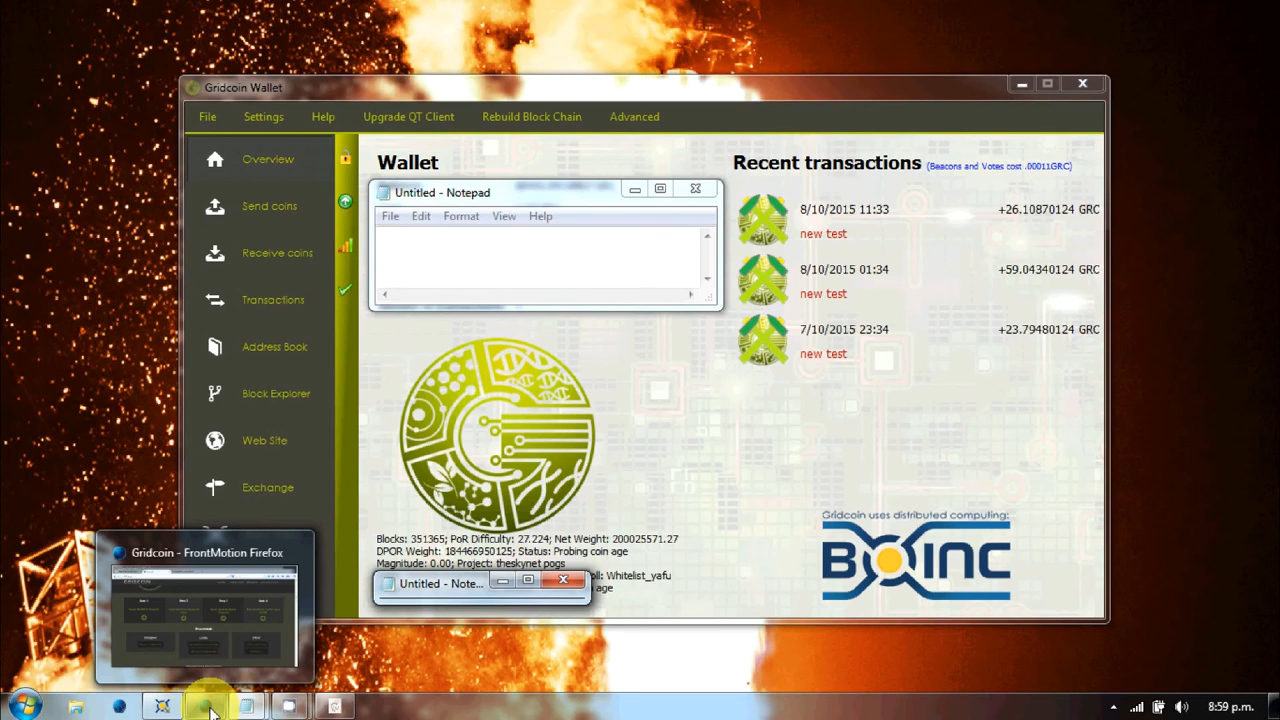 Gridcoin Wallet
File Settings Help Upgrade QT Client Rebuild Block Chain Advanced
Overview
Send coins
Receive coins
Transactions
Address Book
Block Explorer
Web Site
Exchange
Wallet
Untitled - Notepad
File Edit Format View Help
Recent transactions (Beacons and Votes cost .00011GRC)
8/10/2015 11:33 +26.10870124 GRC
new test
8/10/2015 01:34 +59.04340124 GRC
new test
7/10/2015 23:34 +23.79480124 GRC
new test
Blocks: 351365; PoR Difficulty: 27.224; Net Weight: 200025571.27
DPOR Weight: 184466950125; Status: Probing coin age
Magnitude: 0.00; Project: theskynet pogs
oll: Whitelist_yafu
age
Untitled - Note...
Gridcoin uses distributed computing:
BOINC
Gridcoin - FrontMotion Firefox
GRIDCOIN
8:59 p.m.